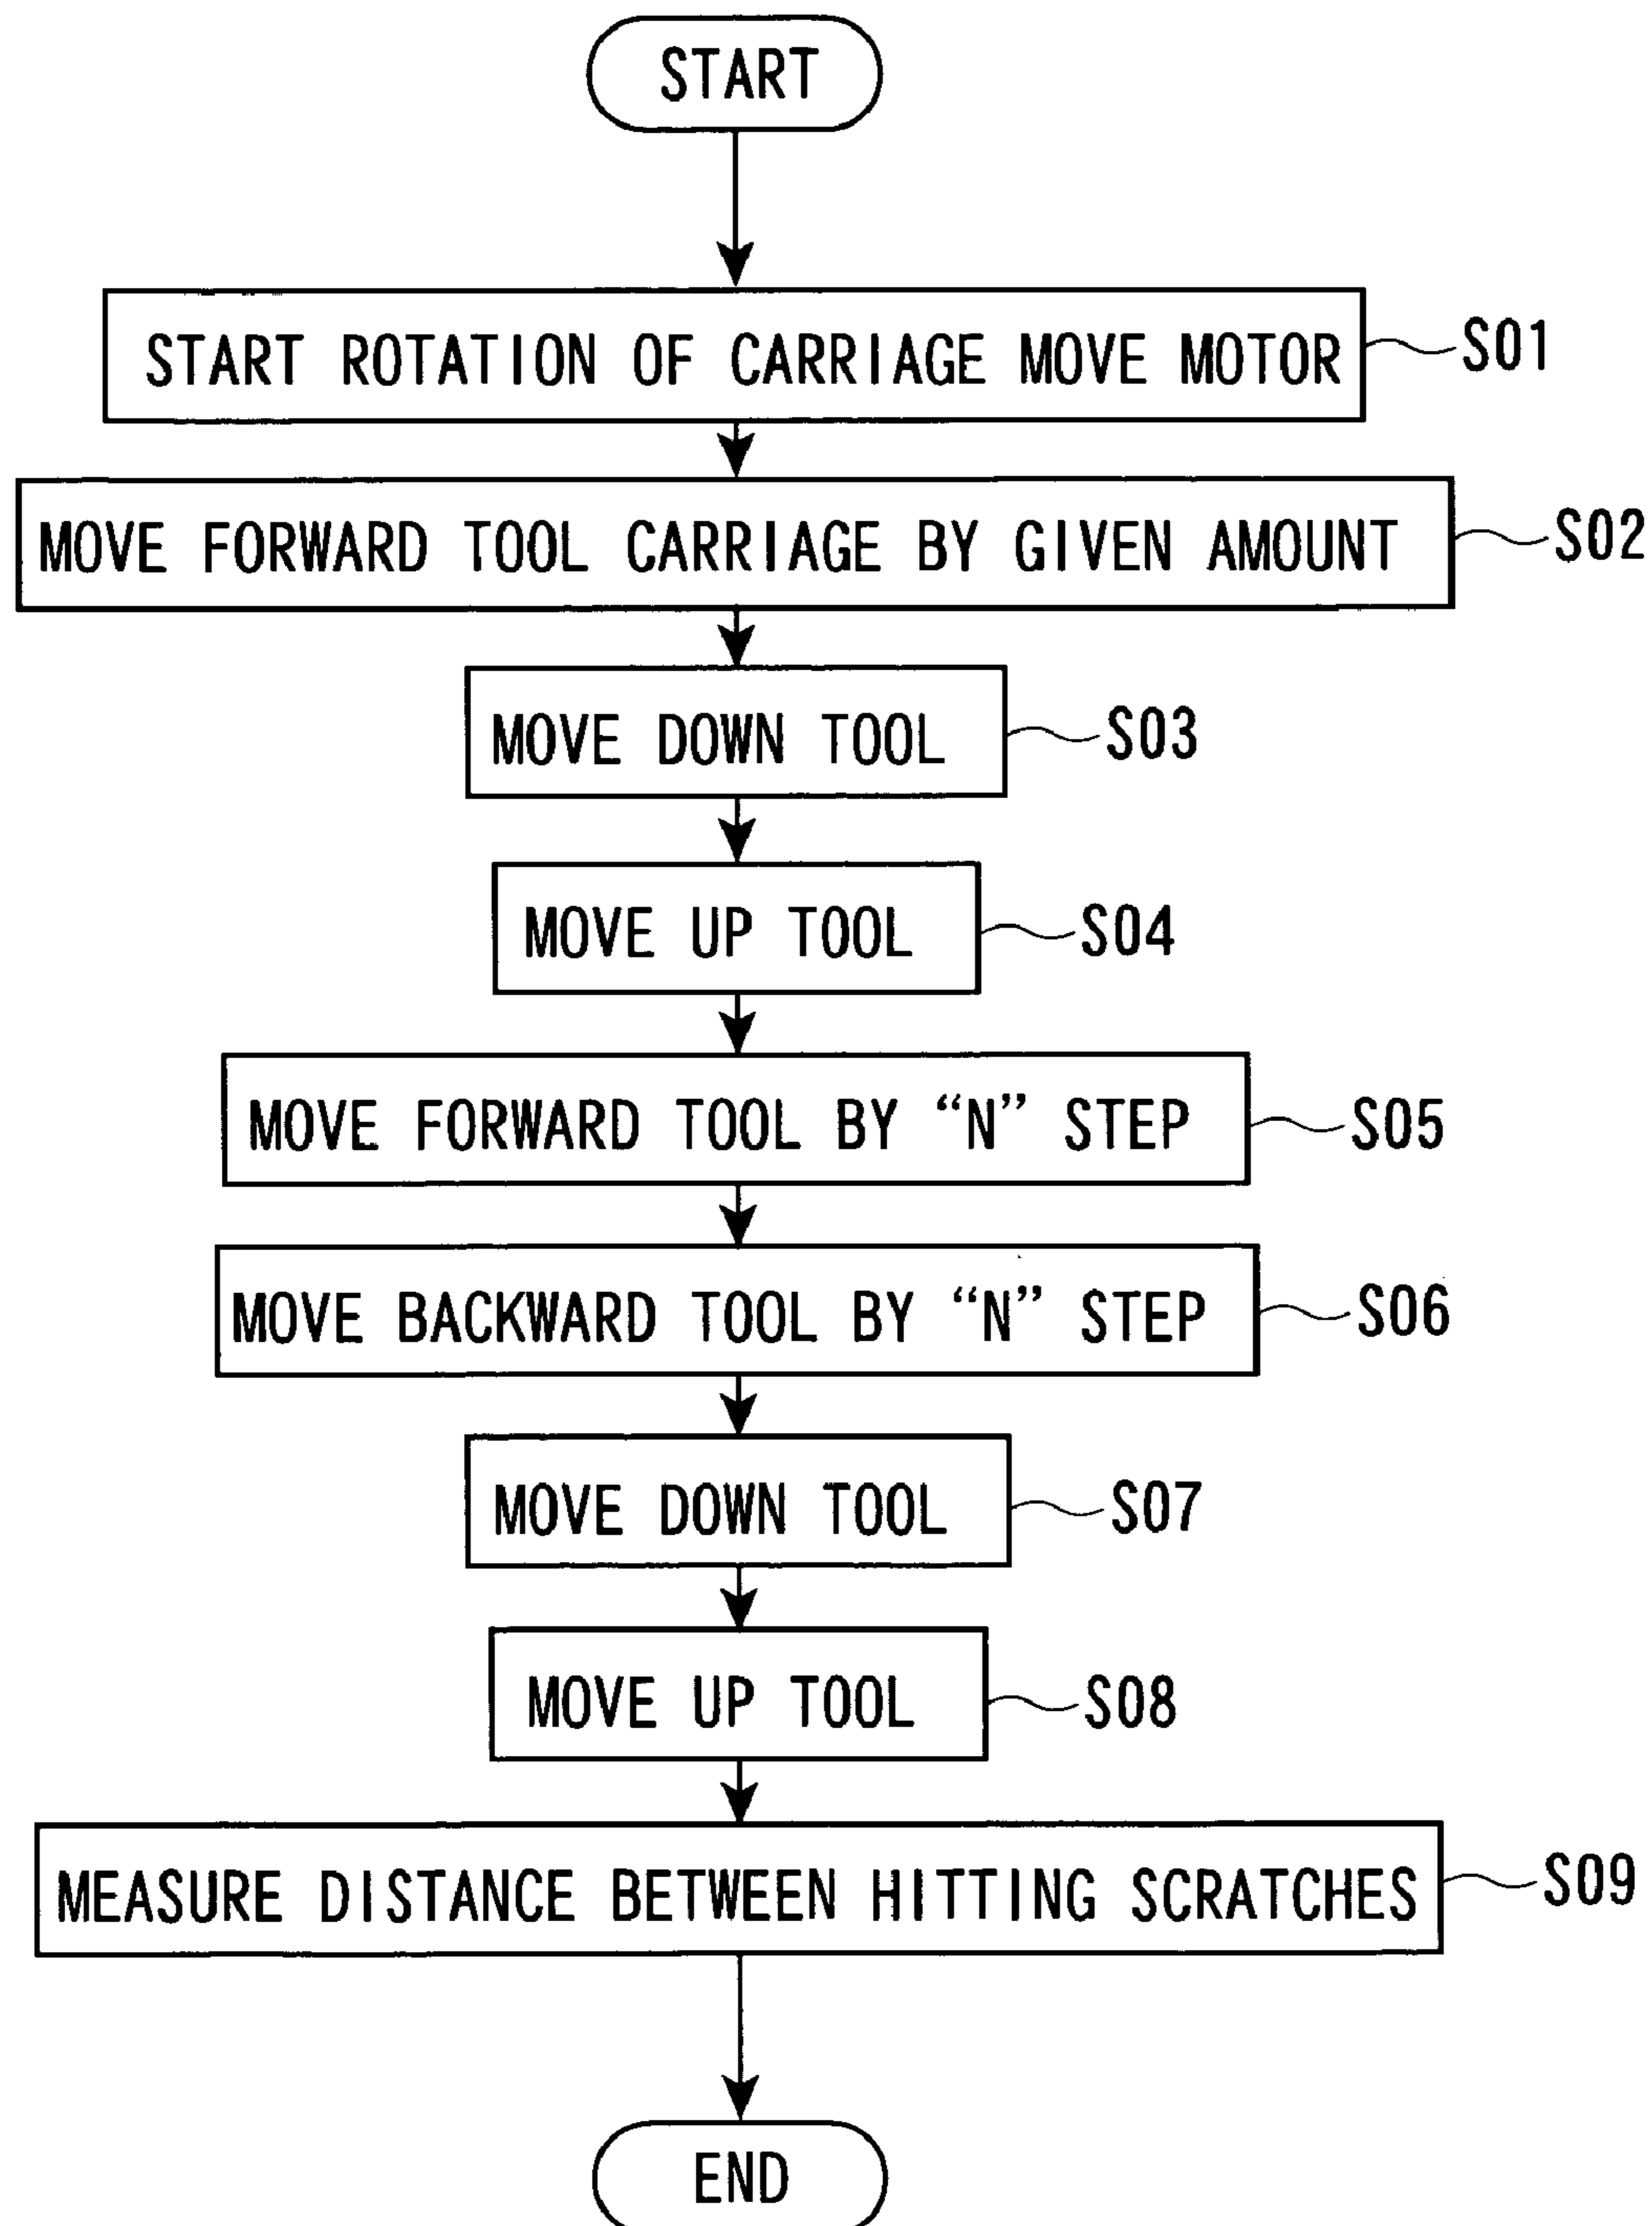 START
START ROTATION OF CARRIAGE MOVE MOTOR S01
MOVE FORWARD TOOL CARRIAGE BY GIVEN AMOUNT S02
MOVE DOWN TOOL S03
MOVE UP TOOL S04
MOVE FORWARD TOOL BY “N” STEP S05
MOVE BACKWARD TOOL BY “N” STEP S06
MOVE DOWN TOOL S07
MOVE UP TOOL S08
MEASURE DISTANCE BETWEEN HITTING SCRATCHES S09
END